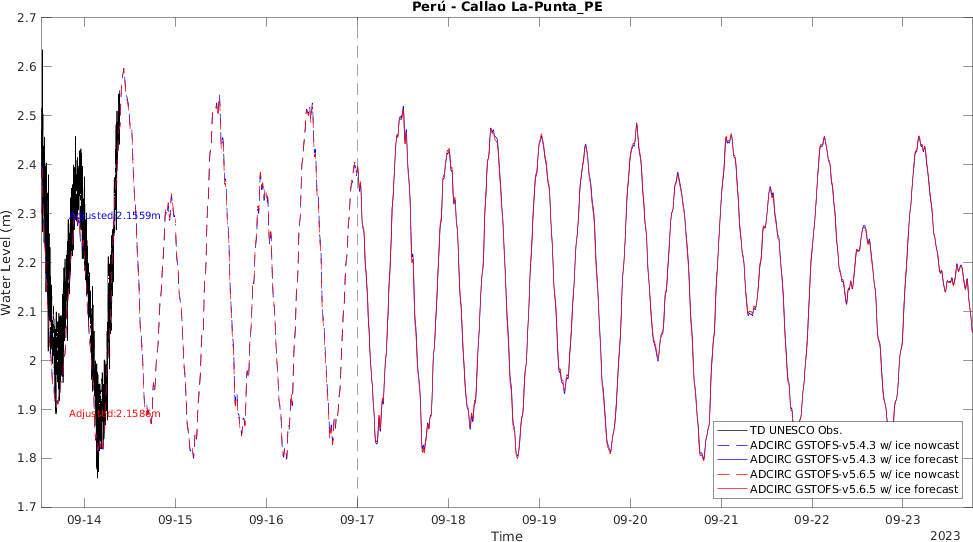 Perú - Callao La-Punta_PE
2.7
2.6
2.5
2.4
2.3
2.2
2.1
2
1.9
1.8
1.7
Water Level (m)
Adjusted:2.1559m
Adjusted:2.1586m
TD UNESCO Obs.
ADCIRC GSTOFS-v5.4.3 w/ ice nowcast
ADCIRC GSTOFS-v5.4.3 w/ ice forecast
ADCIRC GSTOFS-v5.6.5 w/ ice nowcast
ADCIRC GSTOFS-v5.6.5 w/ ice forecast
09-14 09-15 09-16 09-17 09-18 09-19 09-20 09-21 09-22 09-23
Time
2023